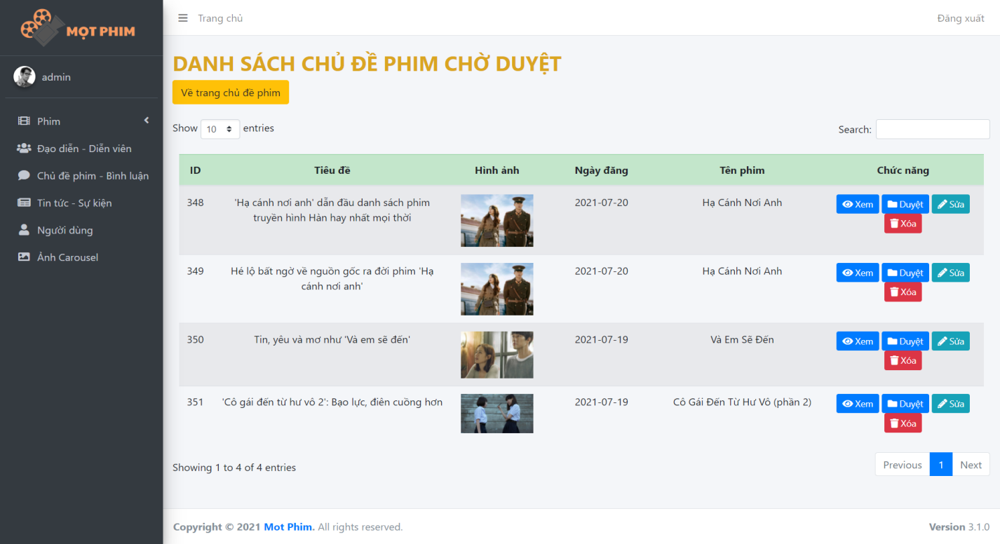 MỌT PHIM
Trang chủ
Đăng xuất
admin
Phim
Đạo diễn - Diễn viên
Chủ đề phim - Bình luận
Tin tức - Sự kiện
Người dùng
Ảnh Carousel
DANH SÁCH CHỦ ĐỀ PHIM CHỜ DUYỆT
Về trang chủ đề phim
Show 10 entries
Search:
ID Tiêu đề Hình ảnh Ngày đăng Tên phim Chức năng
348 'Hạ cánh nơi anh' dẫn đầu danh sách phim 2021-07-20 Hạ Cánh Nơi Anh Xem Duyệt Sửa
truyền hình Hàn hay nhất mọi thời Xóa
349 Hé lộ bất ngờ về nguồn gốc ra đời phim 'Hạ 2021-07-20 Hạ Cánh Nơi Anh Xem Duyệt Sửa
cánh nơi anh' Xóa
350 Tin, yêu và mơ như 'Và em sẽ đến' 2021-07-19 Và Em Sẽ Đến Xem Duyệt Sửa
Xóa
351 'Cô gái đến từ hư vô 2': Bạo lực, điên cuồng hơn 2021-07-19 Cô Gái Đến Từ Hư Vô (phần 2) Xem Duyệt Sửa
Xóa
Showing 1 to 4 of 4 entries
Previous 1 Next
Copyright © 2021 Mot Phim. All rights reserved.
Version 3.1.0